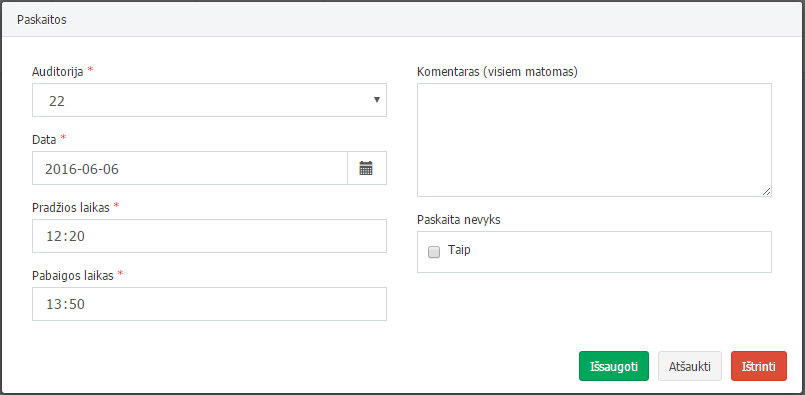 Paskaitos
Auditorija *
22
Data *
2016-06-06
Pradžios laikas *
12:20
Pabaigos laikas *
13:50
Komentaras (visiem matomas)
Paskaita nevyks
Taip
Išsaugoti
Atšaukti
Ištrinti